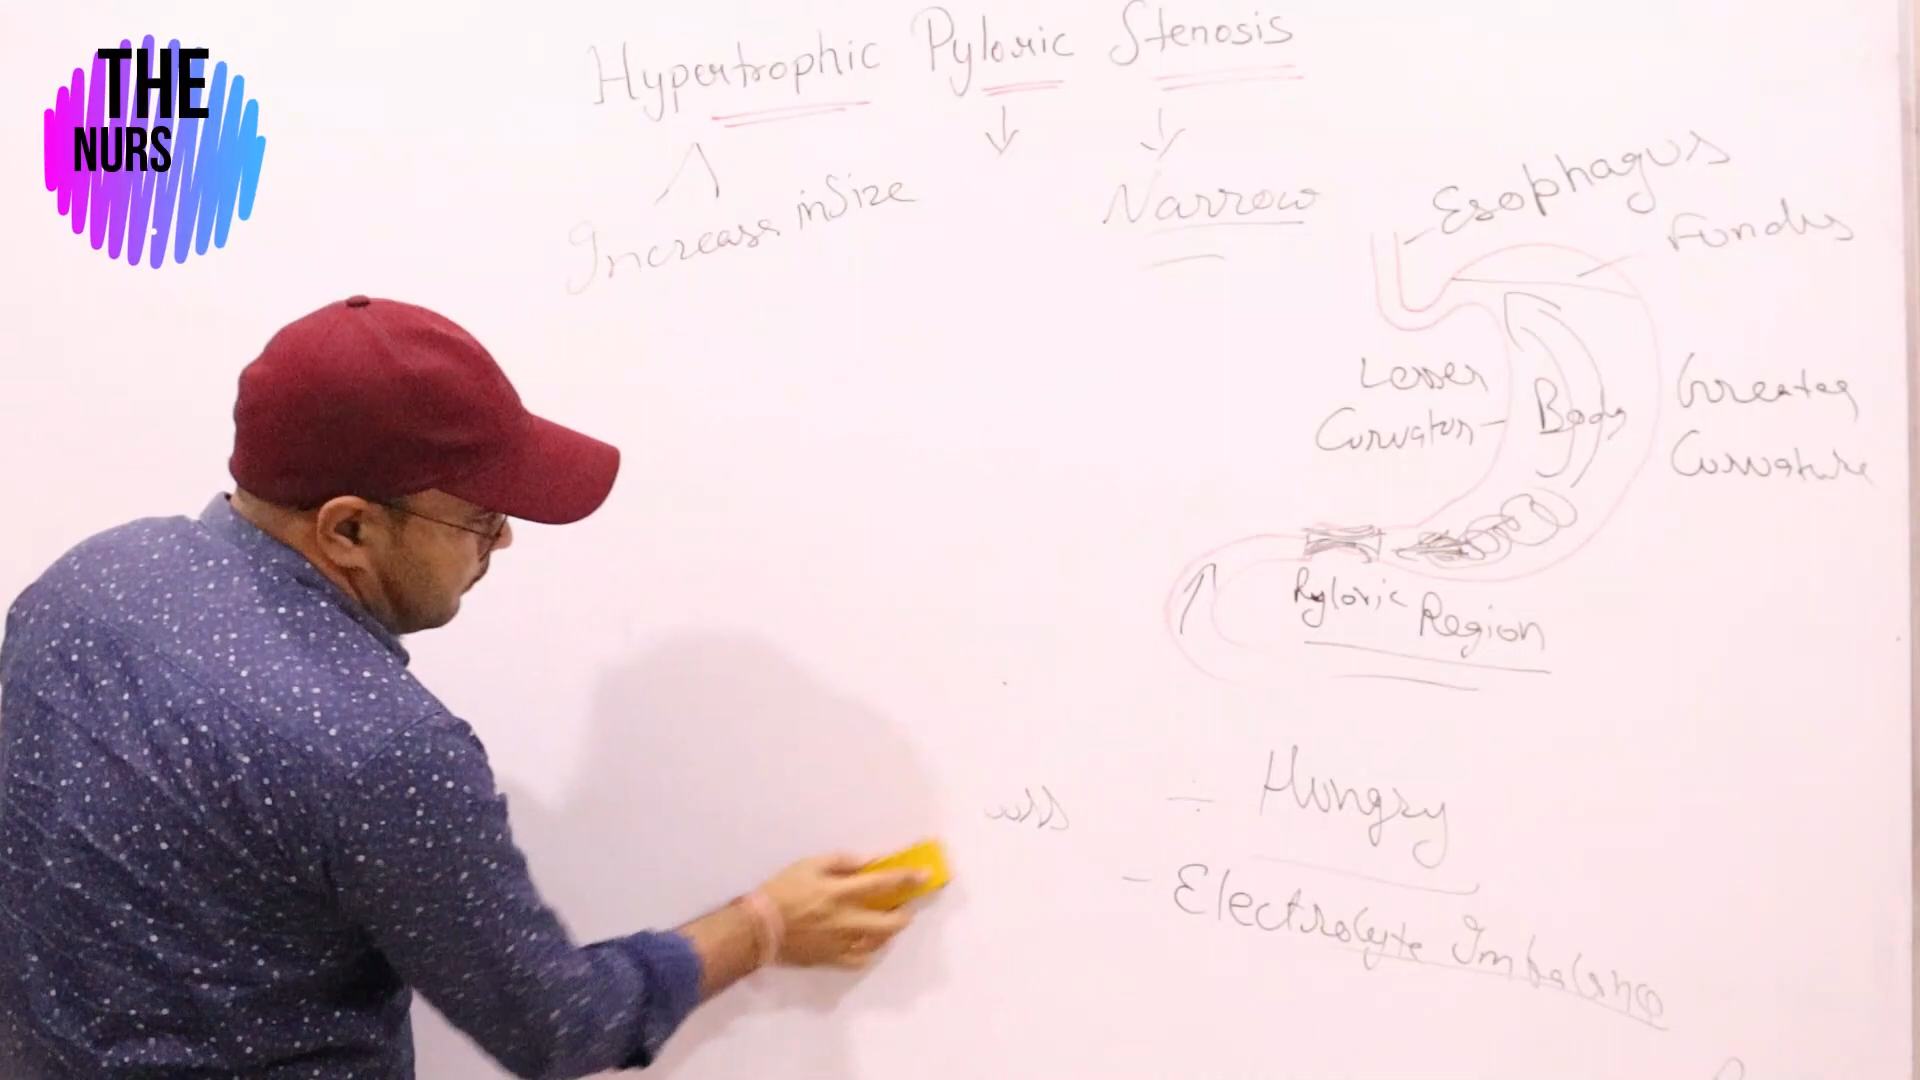 THE
NURS
Hypertrophic Pyloric Stenosis
Increase in Size
Narrow
Esophagus
Fundus
Lesser
Curvature
Body
Greater
Curvature
Pyloric Region
Hungry
- Electrolyte Imbalance